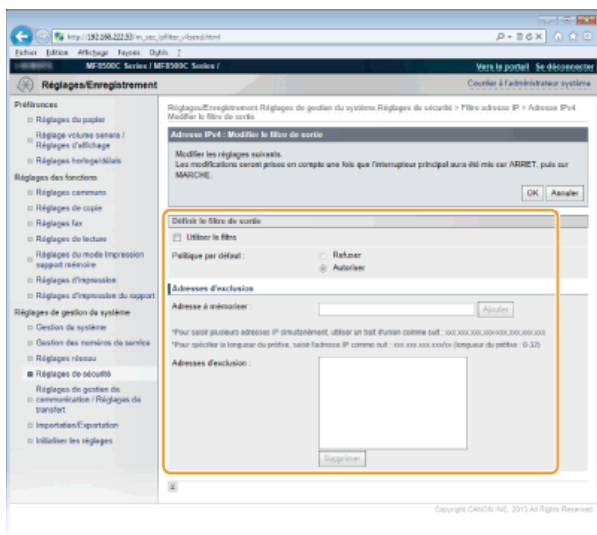 http://192.168.222.53/m_sec_ipfilter_v4send.html
Fichier Edition Affichage Favoris Outils ?
MF8500C Series / MF8500C Series /
Vers le portail Se déconnecter
Réglages/Enregistrement
Courrier à l'administrateur système
Préférences
Réglages du papier
Réglage volume sonore /
Réglages d'affichage
Réglages horloge/délais
Réglages des fonctions
Réglages communs
Réglages de copie
Réglages fax
Réglages de lecture
Réglages du mode Impression
support mémoire
Réglages d'impression
Réglages d'impression du rapport
Réglages de gestion du système
Gestion du système
Gestion des numéros de service
Réglages réseau
Réglages de sécurité
Réglages de gestion de
communication / Réglages de
transfert
Importation/Exportation
Initialiser les réglages
Réglages/Enregistrement:Réglages de gestion du système:Réglages de sécurité > Filtre adresse IP > Adresse IPv4 :
Modifier le filtre de sortie
Adresse IPv4 : Modifier le filtre de sortie
Modifier les réglages suivants.
Les modifications seront prises en compte une fois que l'interrupteur principal aura été mis sur ARRET, puis sur
MARCHE.
OK Annuler
Définir le filtre de sortie
Utiliser le filtre
Politique par défaut :
Refuser
Autoriser
Adresses d'exclusion
Adresse à mémoriser :
Ajouter
*Pour saisir plusieurs adresses IP simultanément, utiliser un trait d'union comme suit : xxx.xxx.xxx.xxx-xxx.xxx.xxx.xxx
*Pour spécifier la longueur du préfixe, saisir l'adresse IP comme suit : xxx.xxx.xxx.xxx/xx (longueur du préfixe : 0-32)
Adresses d'exclusion :
Supprimer
Copyright CANON INC. 2013 All Rights Reserved